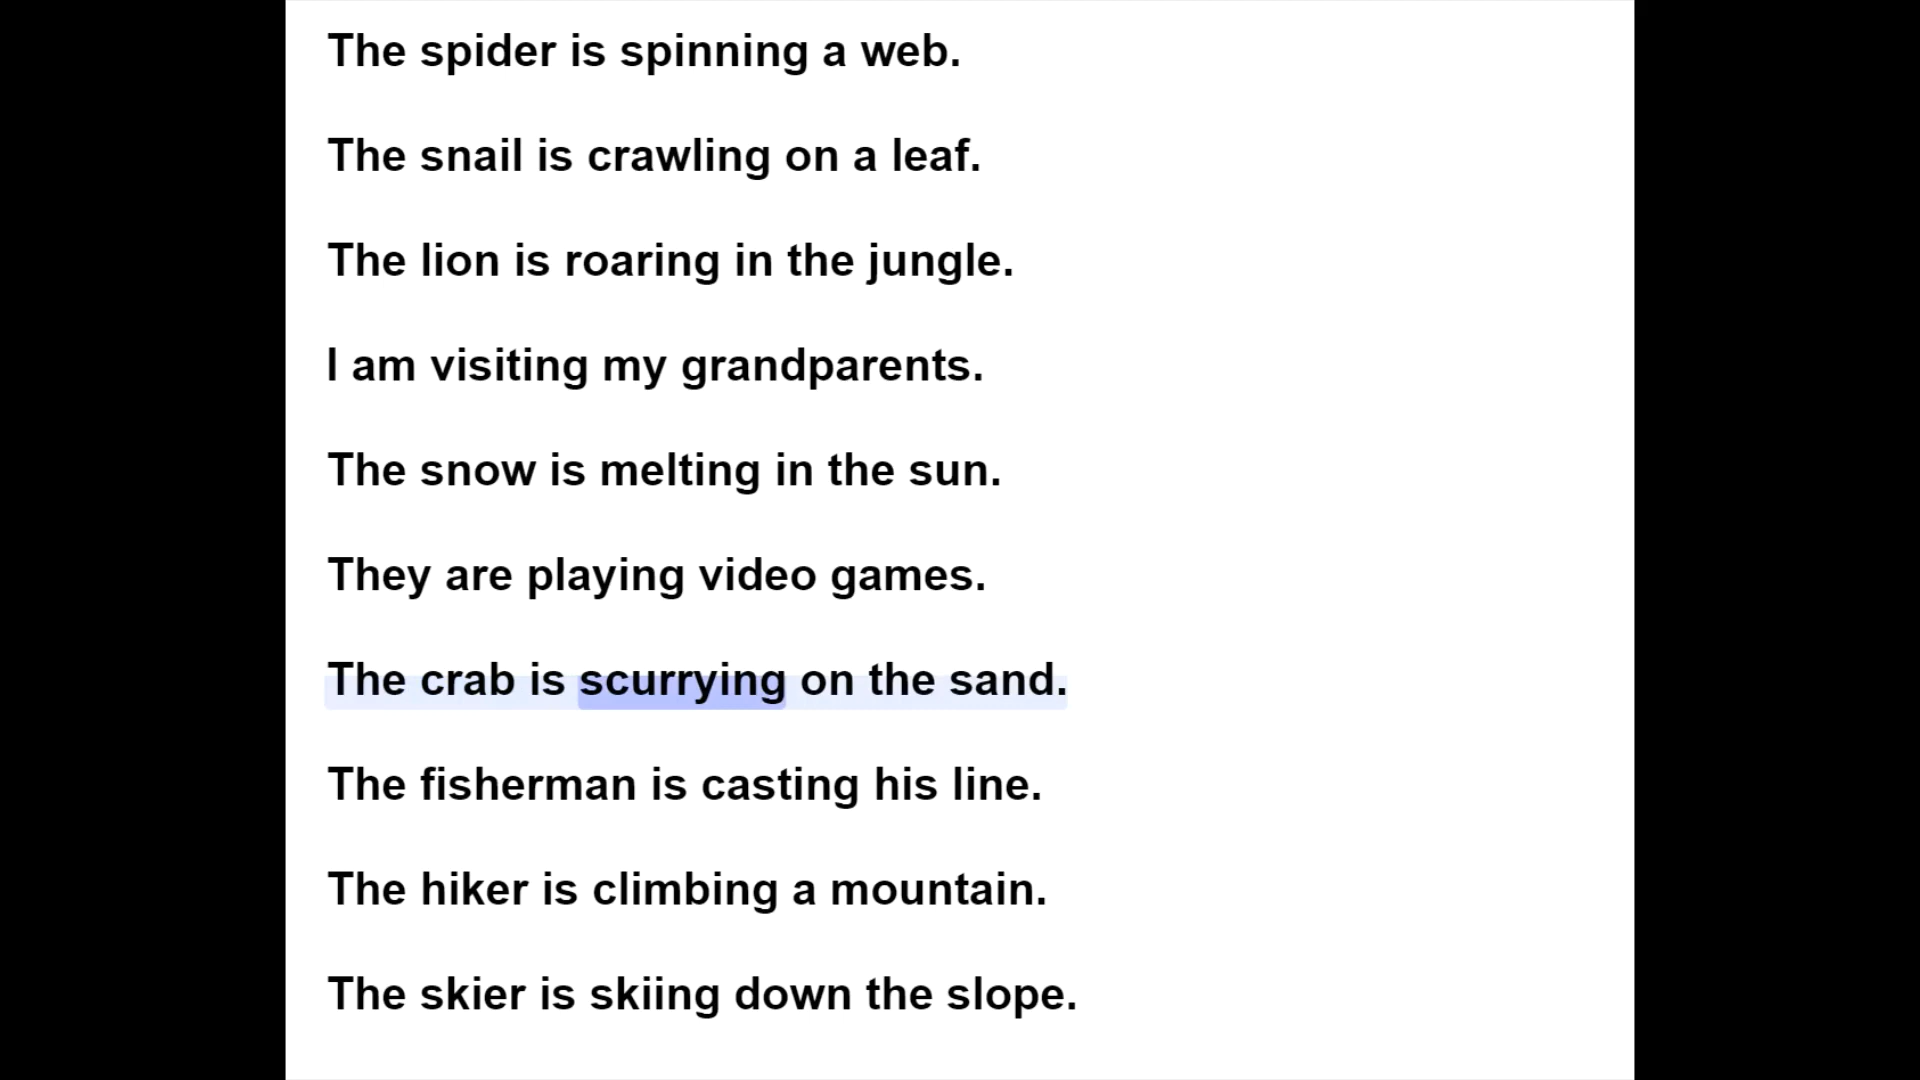 The spider is spinning a web.
The snail is crawling on a leaf.
The lion is roaring in the jungle.
I am visiting my grandparents.
The snow is melting in the sun.
They are playing video games.
The crab is scurrying on the sand.
The fisherman is casting his line.
The hiker is climbing a mountain.
The skier is skiing down the slope.